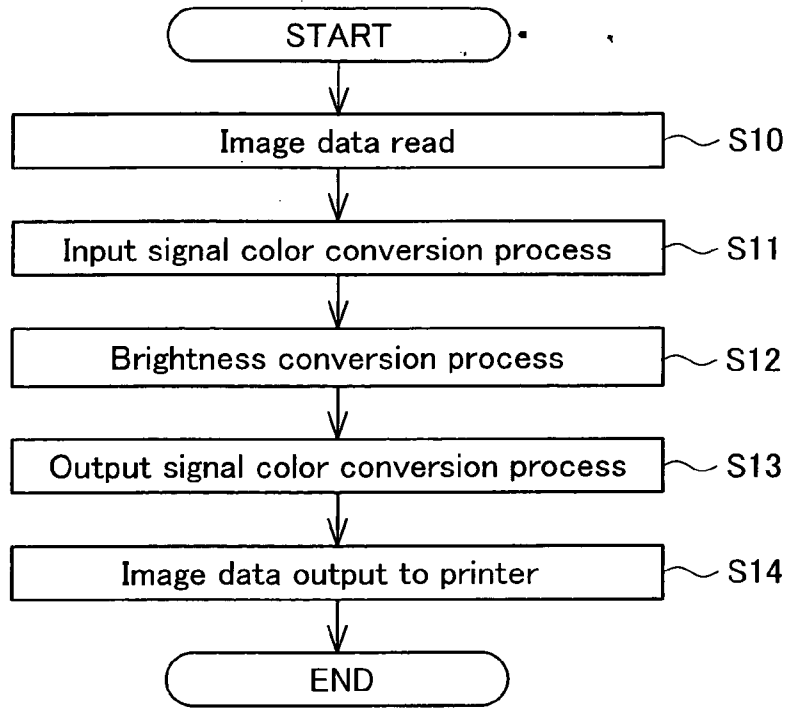 START
Image data read
S10
Input signal color conversion process
S11
Brightness conversion process
S12
Output signal color conversion process
S13
Image data output to printer
S14
END